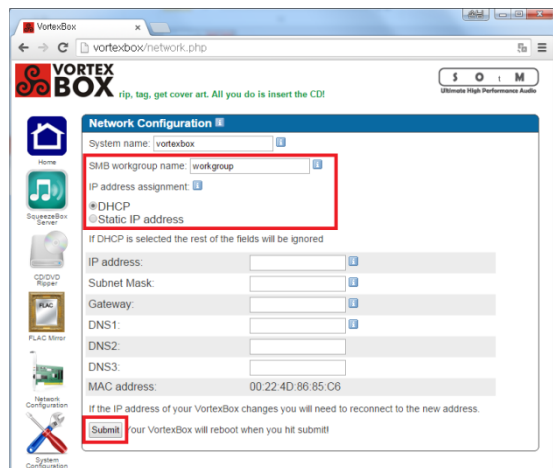 VortexBox
vortexbox/network.php
VORTEX
BOX rip, tag, get cover art. All you do is insert the CD!
S O t M
Ultimate High Performance Audio
Home
SqueezeBox
Server
CD/DVD
Ripper
FLAC
FLAC Mirror
Network
Configuration
System
Configuration
Network Configuration
System name: vortexbox
SMB workgroup name: workgroup
IP address assignment:
DHCP
Static IP address
If DHCP is selected the rest of the fields will be ignored
IP address:
Subnet Mask:
Gateway:
DNS1:
DNS2:
DNS3:
MAC address: 00:22:4D:86:85:C6
If the IP address of your VortexBox changes you will need to reconnect to the new address.
Submit Your VortexBox will reboot when you hit submit!